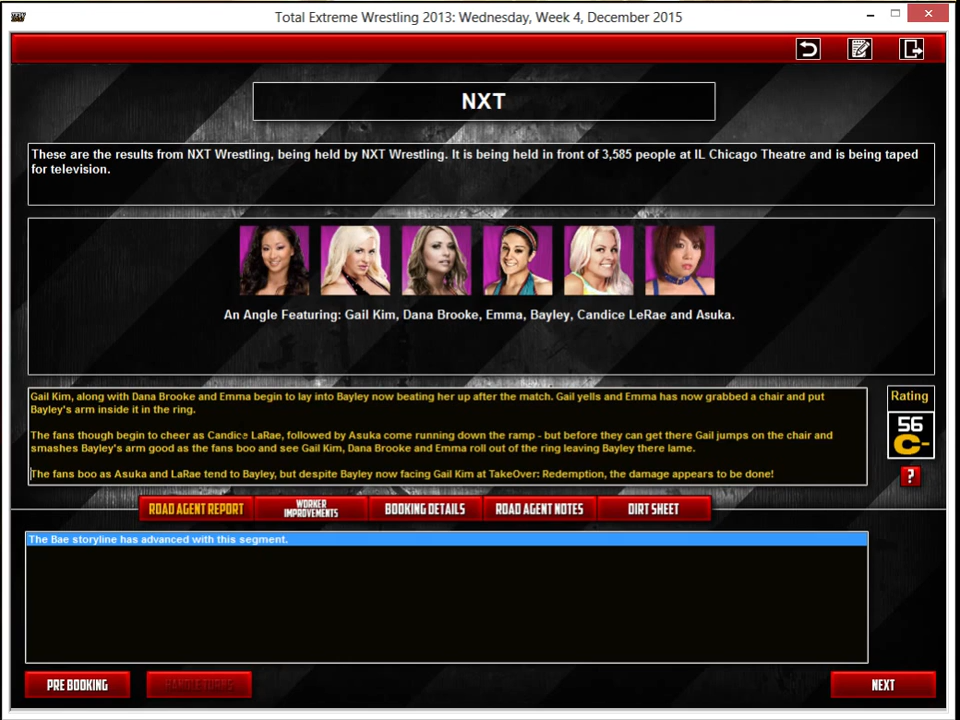 Total Extreme Wrestling 2013: Wednesday, Week 4, December 2015
NXT
These are the results from NXT Wrestling, being held by NXT Wrestling. It is being held in front of 3,585 people at IL Chicago Theatre and is being taped
for television.
An Angle Featuring: Gail Kim, Dana Brooke, Emma, Bayley, Candice LeRae and Asuka.
Gail Kim, along with Dana Brooke and Emma begin to lay into Bayley now beating her up after the match. Gail yells and Emma has now grabbed a chair and put
Bayley's arm inside it in the ring.
The fans though begin to cheer as Candice LaRae, followed by Asuka come running down the ramp - but before they can get there Gail jumps on the chair and
smashes Bayley's arm good as the fans boo and see Gail Kim, Dana Brooke and Emma roll out of the ring leaving Bayley there lame.
The fans boo as Asuka and LaRae tend to Bayley, but despite Bayley now facing Gail Kim at TakeOver: Redemption, the damage appears to be done!
Rating
56
C-
?
ROAD AGENT REPORT
WORKER
IMPROVEMENTS
BOOKING DETAILS
ROAD AGENT NOTES
DIRT SHEET
The Bae storyline has advanced with this segment.
PRE BOOKING
HANDLE TURNS
NEXT